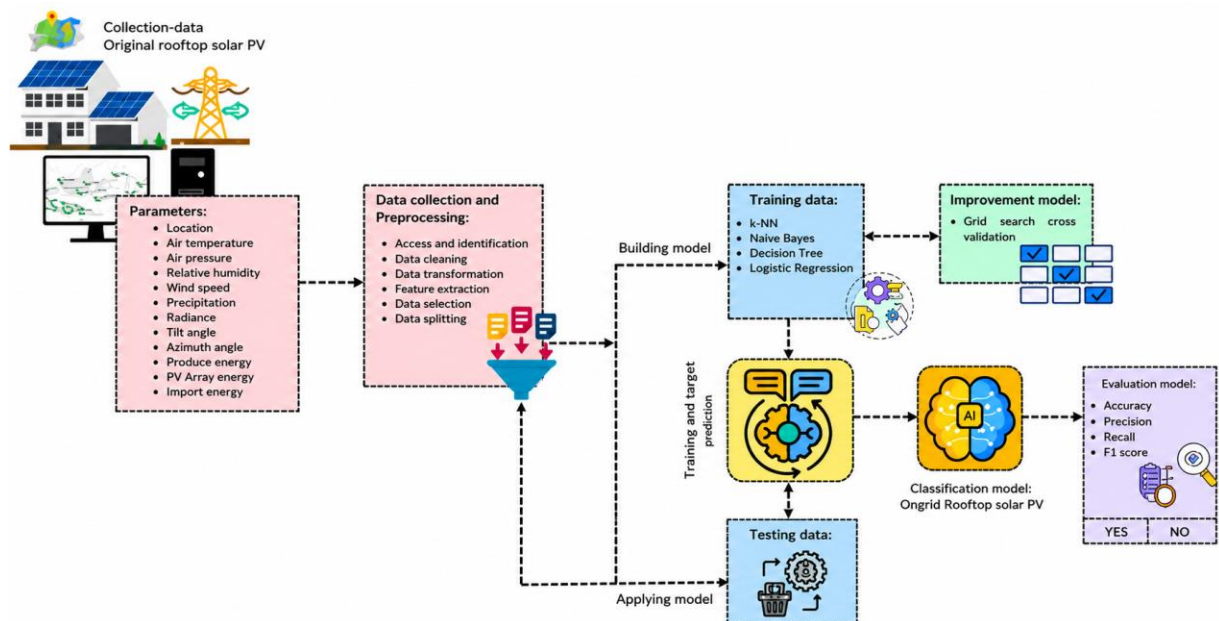 Collection-data
Original rooftop solar PV
Parameters:
• Location
• Air temperature
• Air pressure
• Relative humidity
• Wind speed
• Precipitation
• Radiance
• Tilt angle
• Azimuth angle
• Produce energy
• PV Array energy
• Import energy
Data collection and
Preprocessing:
• Access and identification
• Data cleaning
• Data transformation
• Feature extraction
• Data selection
• Data splitting
Building model
Applying model
Training data:
• k-NN
• Naive Bayes
• Decision Tree
• Logistic Regression
Improvement model:
• Grid search cross
validation
Training and target
prediction
AI
Classification model:
Ongrid Rooftop solar PV
Testing data:
Evaluation model:
• Accuracy
• Precision
• Recall
• F1 score
YES
NO